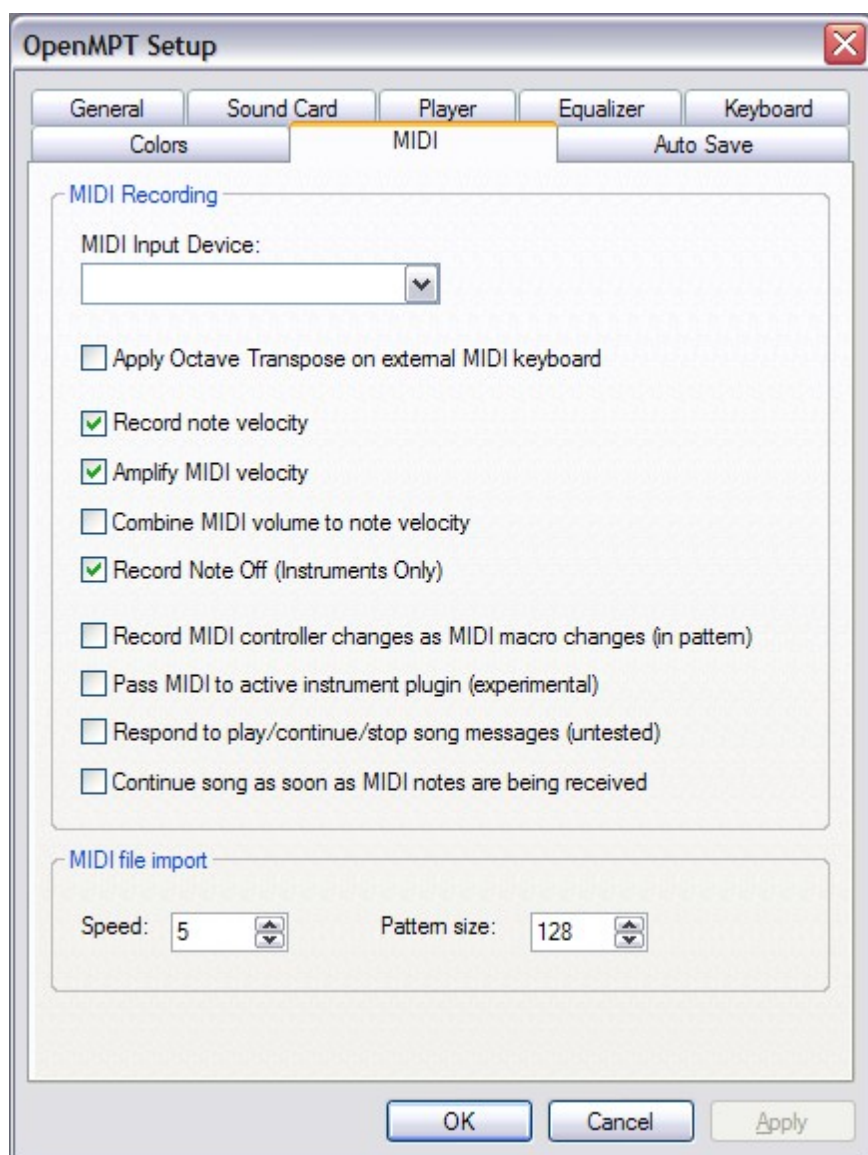 OpenMPT Setup
General Sound Card Player Equalizer Keyboard
Colors MIDI Auto Save
MIDI Recording
MIDI Input Device:
Apply Octave Transpose on external MIDI keyboard
Record note velocity
Amplify MIDI velocity
Combine MIDI volume to note velocity
Record Note Off (Instruments Only)
Record MIDI controller changes as MIDI macro changes (in pattern)
Pass MIDI to active instrument plugin (experimental)
Respond to play/continue/stop song messages (untested)
Continue song as soon as MIDI notes are being received
MIDI file import
Speed: 5 Pattern size: 128
OK Cancel Apply